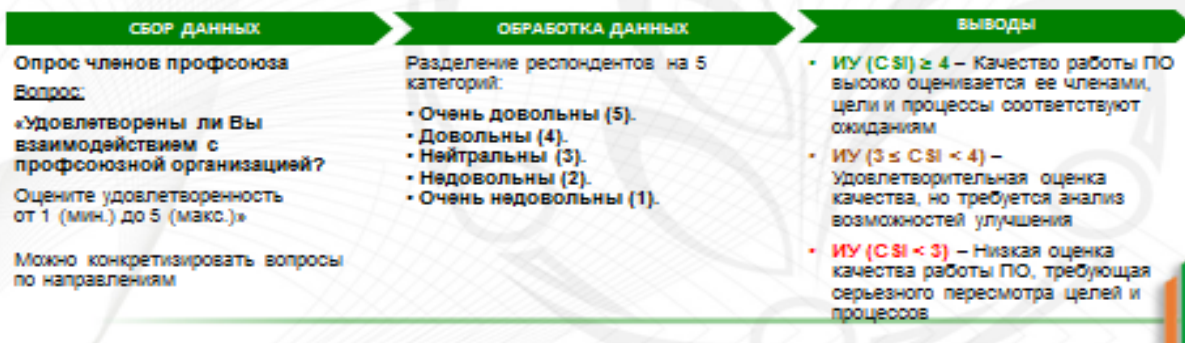 СБОР ДАННЫХ
Опрос членов профсоюза
Вопрос:
«Удовлетворены ли Вы
взаимодействием с
профсоюзной организацией?
Оцените удовлетворенность
от 1 (мин.) до 5 (макс.)»
Можно конкретизировать вопросы
по направлениям
ОБРАБОТКА ДАННЫХ
Разделение респондентов на 5
категорий:
• Очень довольны (5).
• Довольны (4).
• Нейтральны (3).
• Недовольны (2).
• Очень недовольны (1).
ВЫВОДЫ
• ИУ (CSI) ≥ 4 – Качество работы ПО
высоко оценивается ее членами,
цели и процессы соответствуют
ожиданиям
• ИУ (3 ≤ CSI < 4) –
Удовлетворительная оценка
качества, но требуется анализ
возможностей улучшения
• ИУ (CSI < 3) – Низкая оценка
качества работы ПО, требующая
серьезного пересмотра целей и
процессов